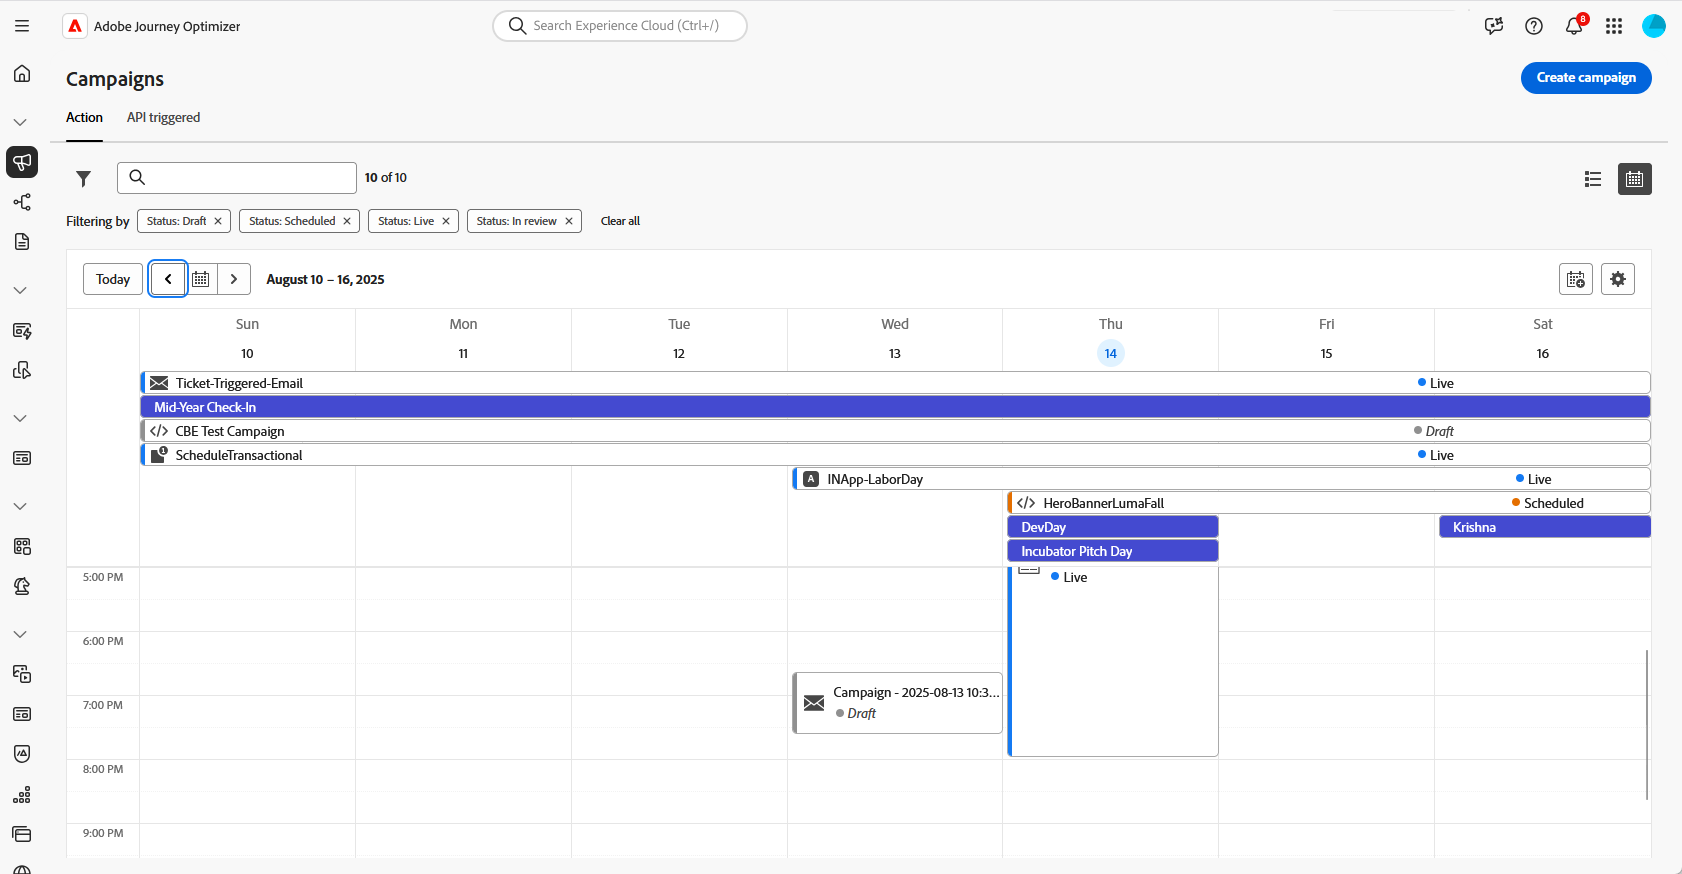 Adobe Journey Optimizer
Search Experience Cloud (Ctrl+/)
8
Campaigns
Create campaign
Action
API triggered
10 of 10
Filtering by
Status: Draft
Status: Scheduled
Status: Live
Status: In review
Clear all
Today
August 10 – 16, 2025
Sun
Mon
Tue
Wed
Thu
Fri
Sat
10
11
12
13
14
15
16
Ticket-Triggered-Email
Live
Mid-Year Check-In
CBE Test Campaign
Draft
1
ScheduleTransactional
Live
A
INApp-LaborDay
Live
HeroBannerLumaFall
Scheduled
DevDay
Krishna
Incubator Pitch Day
5:00 PM
Live
6:00 PM
Campaign - 2025-08-13 10:3...
Draft
7:00 PM
8:00 PM
9:00 PM